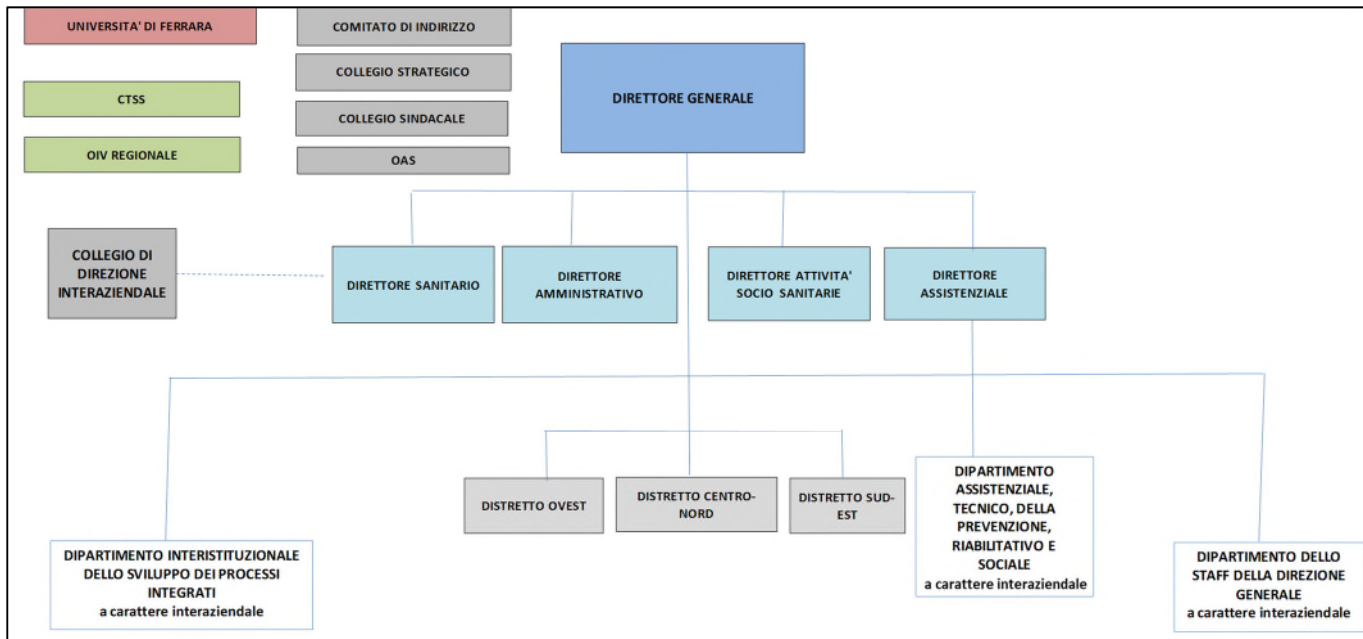 UNIVERSITA' DI FERRARA
COMITATO DI INDIRIZZO
COLLEGIO STRATEGICO
CTSS
COLLEGIO SINDACALE
OIV REGIONALE
OAS
DIRETTORE GENERALE
COLLEGIO DI
DIREZIONE
INTERAZIENDALE
DIRETTORE SANITARIO
DIRETTORE
AMMINISTRATIVO
DIRETTORE ATTIVITA'
SOCIO SANITARIE
DIRETTORE
ASSISTENZIALE
DISTRETTO OVEST
DISTRETTO CENTRO-
NORD
DISTRETTO SUD-
EST
DIPARTIMENTO
ASSISTENZIALE,
TECNICO, DELLA
PREVENZIONE,
RIABILITATIVO E
SOCIALE
a carattere interaziendale
DIPARTIMENTO INTERISTITUZIONALE
DELLO SVILUPPO DEI PROCESSI
INTEGRATI
a carattere interaziendale
DIPARTIMENTO DELLO
STAFF DELLA DIREZIONE
GENERALE
a carattere interaziendale